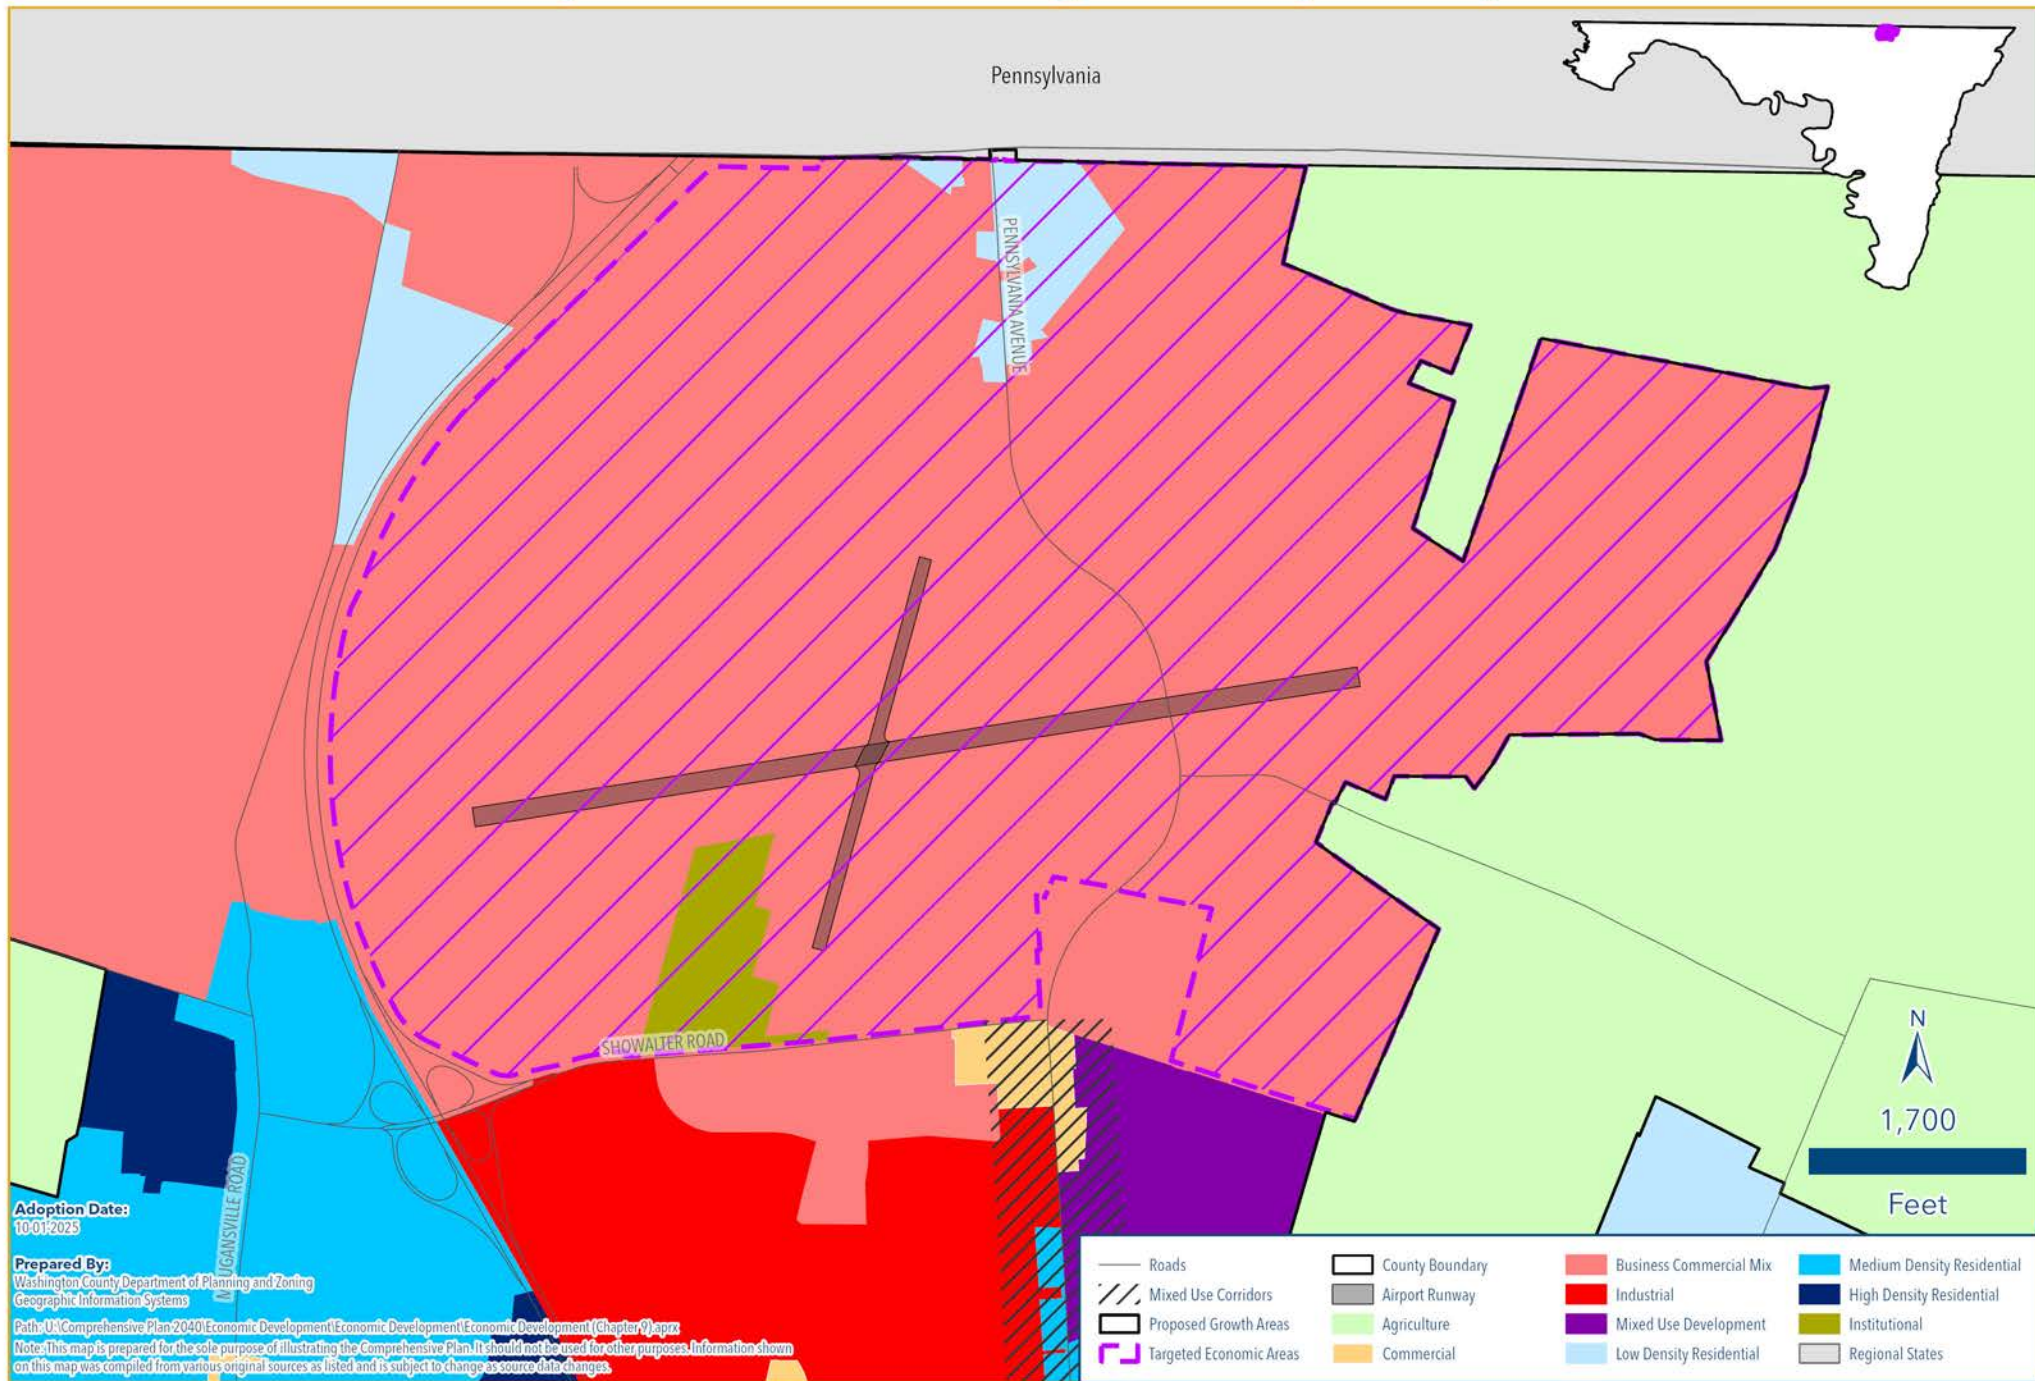 Pennsylvania
PENNSYLVANIA AVENUE
SHOWALTER ROAD
MAUGANSVILLE ROAD
N
1,700
Feet
Adoption Date:
10-01-2025
Prepared By:
Washington County Department of Planning and Zoning
Geographic Information Systems
Path: U:\Comprehensive Plan 2040\Economic Development\Economic Development\Economic Development (Chapter 9).aprx
Note: This map is prepared for the sole purpose of illustrating the Comprehensive Plan. It should not be used for other purposes. Information shown
on this map was compiled from various original sources as listed and is subject to change as source data changes.
Roads
Mixed Use Corridors
Proposed Growth Areas
Targeted Economic Areas
County Boundary
Airport Runway
Agriculture
Commercial
Business Commercial Mix
Industrial
Mixed Use Development
Low Density Residential
Medium Density Residential
High Density Residential
Institutional
Regional States